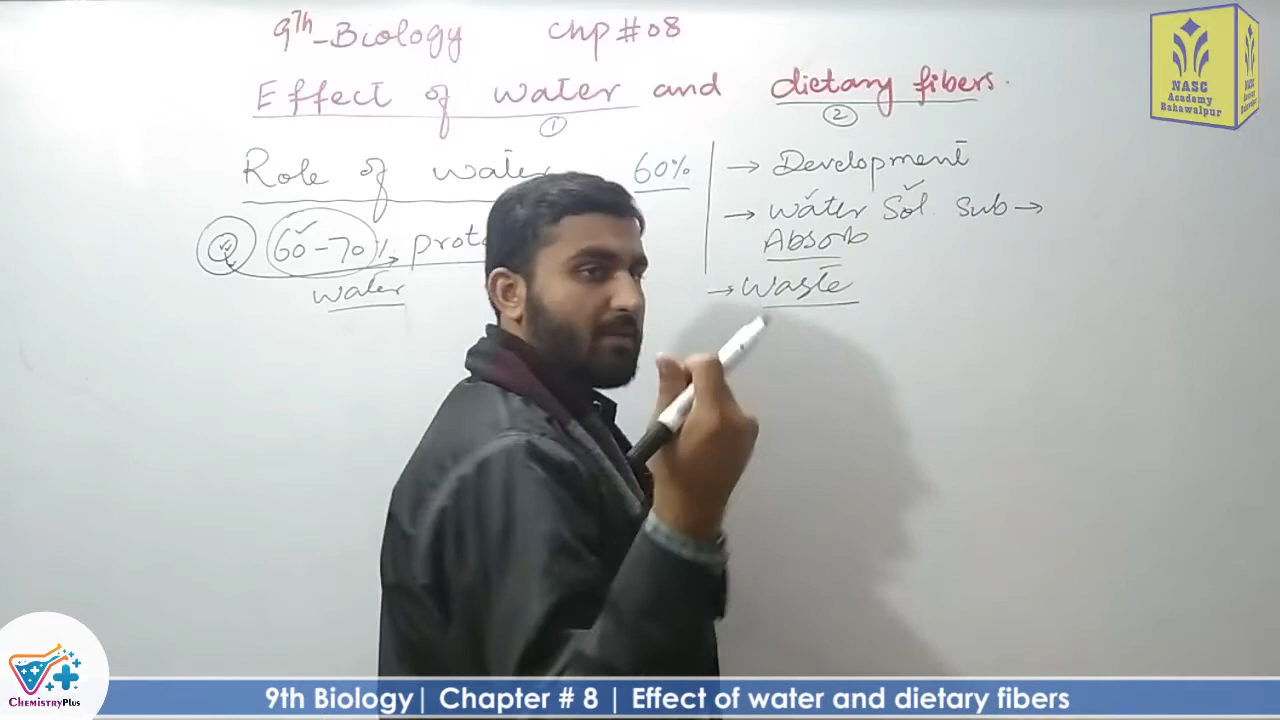 9th-Biology Chp#08
Effect of water and dietary fibers.
1 2
Role of water 60%
60-70%
water
→ Development
→ water Sol Sub →
Absorb
→ Waste
NASC
Academy
Bahawalpur
ChemistryPlus
9th Biology| Chapter # 8 | Effect of water and dietary fibers